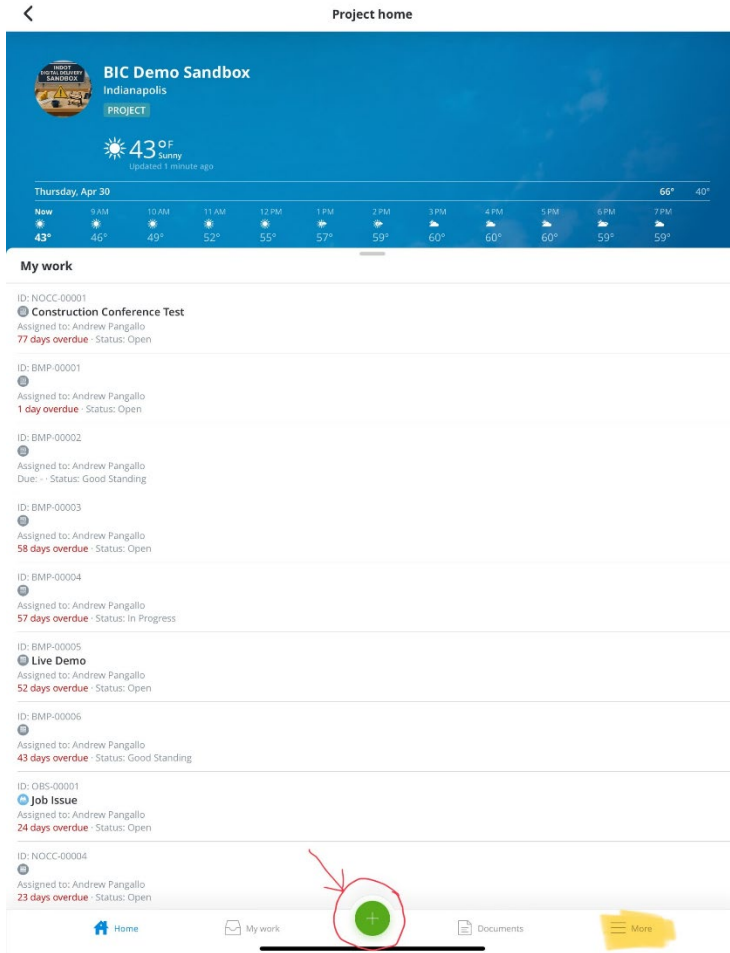 Project home
INDOT
DIGITAL DELIVERY
SANDBOX
BIC Demo Sandbox
Indianapolis
PROJECT
43°F
Sunny
Updated 1 minute ago
Thursday, Apr 30 66° 40°
Now 9 AM 10 AM 11 AM 12 PM 1 PM 2 PM 3 PM 4 PM 5 PM 6 PM 7 PM
43° 46° 49° 52° 55° 57° 59° 60° 60° 60° 59° 59°
My work
ID: NOCC-00001
Construction Conference Test
Assigned to: Andrew Pangallo
77 days overdue · Status: Open
ID: BMP-00001
Assigned to: Andrew Pangallo
1 day overdue · Status: Open
ID: BMP-00002
Assigned to: Andrew Pangallo
Due: - · Status: Good Standing
ID: BMP-00003
Assigned to: Andrew Pangallo
58 days overdue · Status: Open
ID: BMP-00004
Assigned to: Andrew Pangallo
57 days overdue · Status: In Progress
ID: BMP-00005
Live Demo
Assigned to: Andrew Pangallo
52 days overdue · Status: Open
ID: BMP-00006
Assigned to: Andrew Pangallo
43 days overdue · Status: Good Standing
ID: OBS-00001
Job Issue
Assigned to: Andrew Pangallo
24 days overdue · Status: Open
ID: NOCC-00004
Assigned to: Andrew Pangallo
23 days overdue · Status: Open
Home My work Documents More